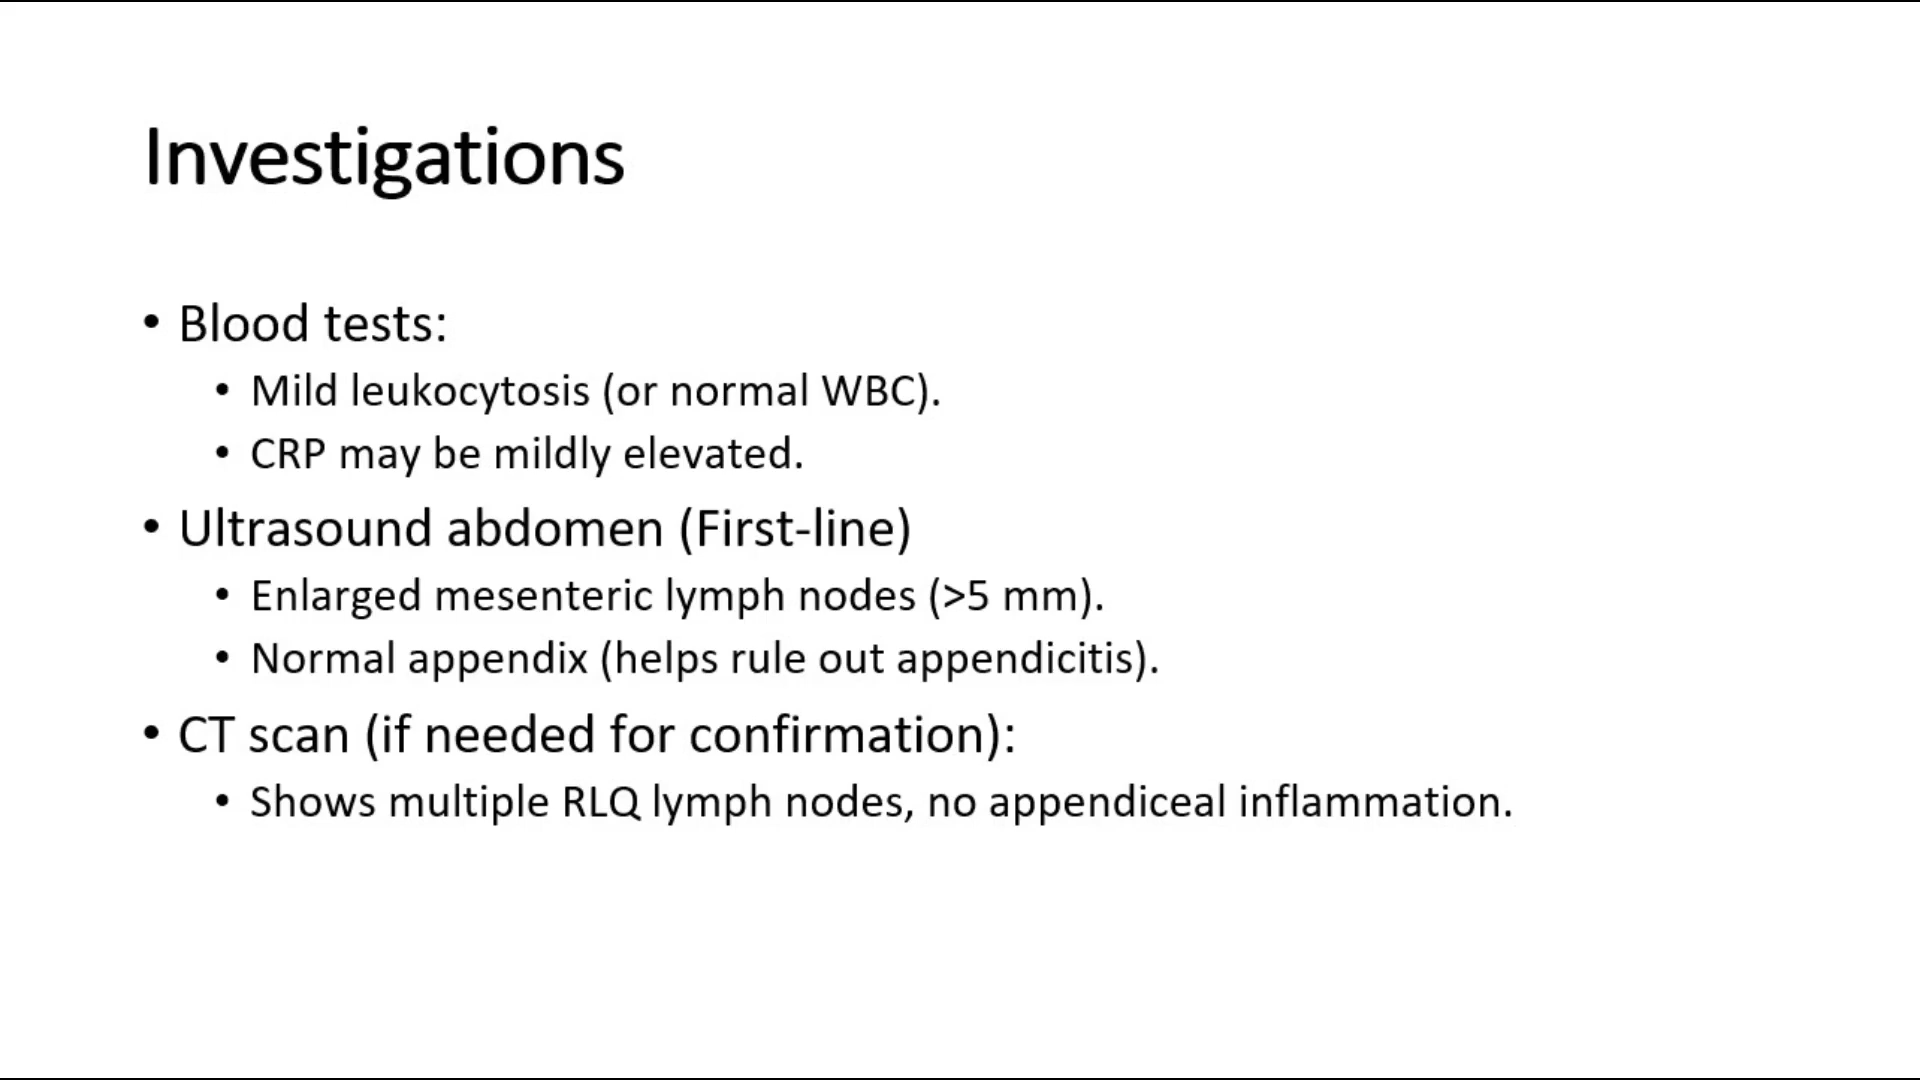 Investigations
• Blood tests:
• Mild leukocytosis (or normal WBC).
• CRP may be mildly elevated.
• Ultrasound abdomen (First-line)
• Enlarged mesenteric lymph nodes (>5 mm).
• Normal appendix (helps rule out appendicitis).
• CT scan (if needed for confirmation):
• Shows multiple RLQ lymph nodes, no appendiceal inflammation.